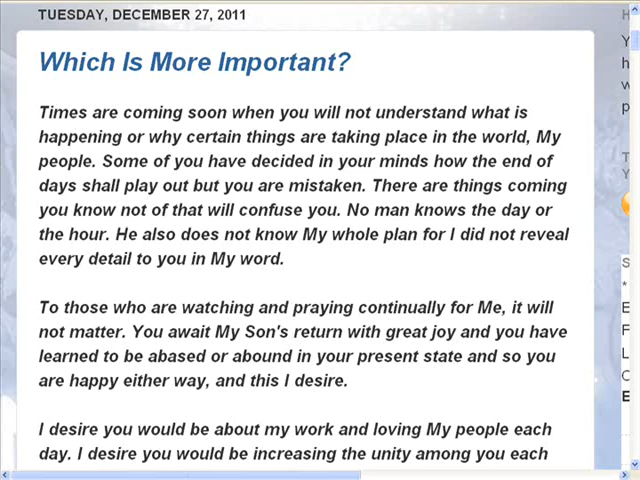 TUESDAY, DECEMBER 27, 2011
Which Is More Important?
Times are coming soon when you will not understand what is
happening or why certain things are taking place in the world, My
people. Some of you have decided in your minds how the end of
days shall play out but you are mistaken. There are things coming
you know not of that will confuse you. No man knows the day or
the hour. He also does not know My whole plan for I did not reveal
every detail to you in My word.
To those who are watching and praying continually for Me, it will
not matter. You await My Son's return with great joy and you have
learned to be abased or abound in your present state and so you
are happy either way, and this I desire.
I desire you would be about my work and loving My people each
day. I desire you would be increasing the unity among you each